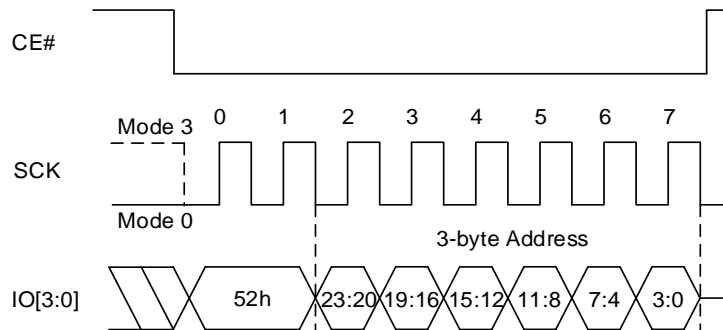 CE#
Mode 3 0 1 2 3 4 5 6 7
SCK
Mode 0
3-byte Address
IO[3:0] 52h 23:20 19:16 15:12 11:8 7:4 3:0